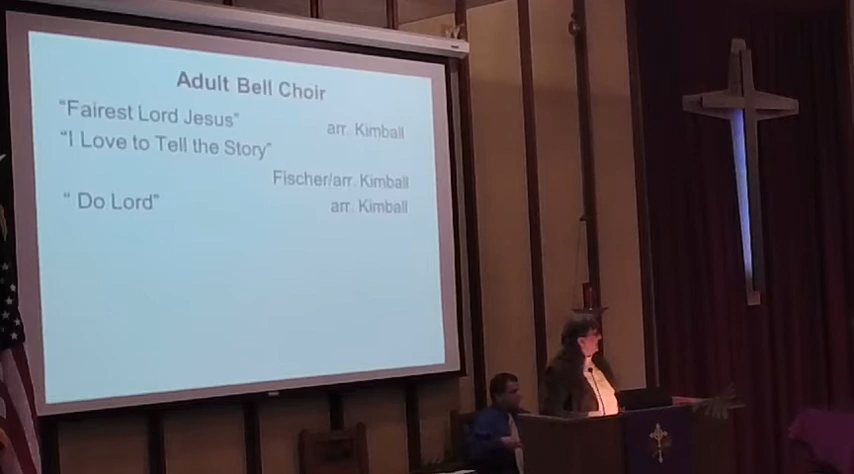 Adult Bell Choir
"Fairest Lord Jesus" arr. Kimball
"I Love to Tell the Story"
Fischer/arr. Kimball
" Do Lord" arr. Kimball